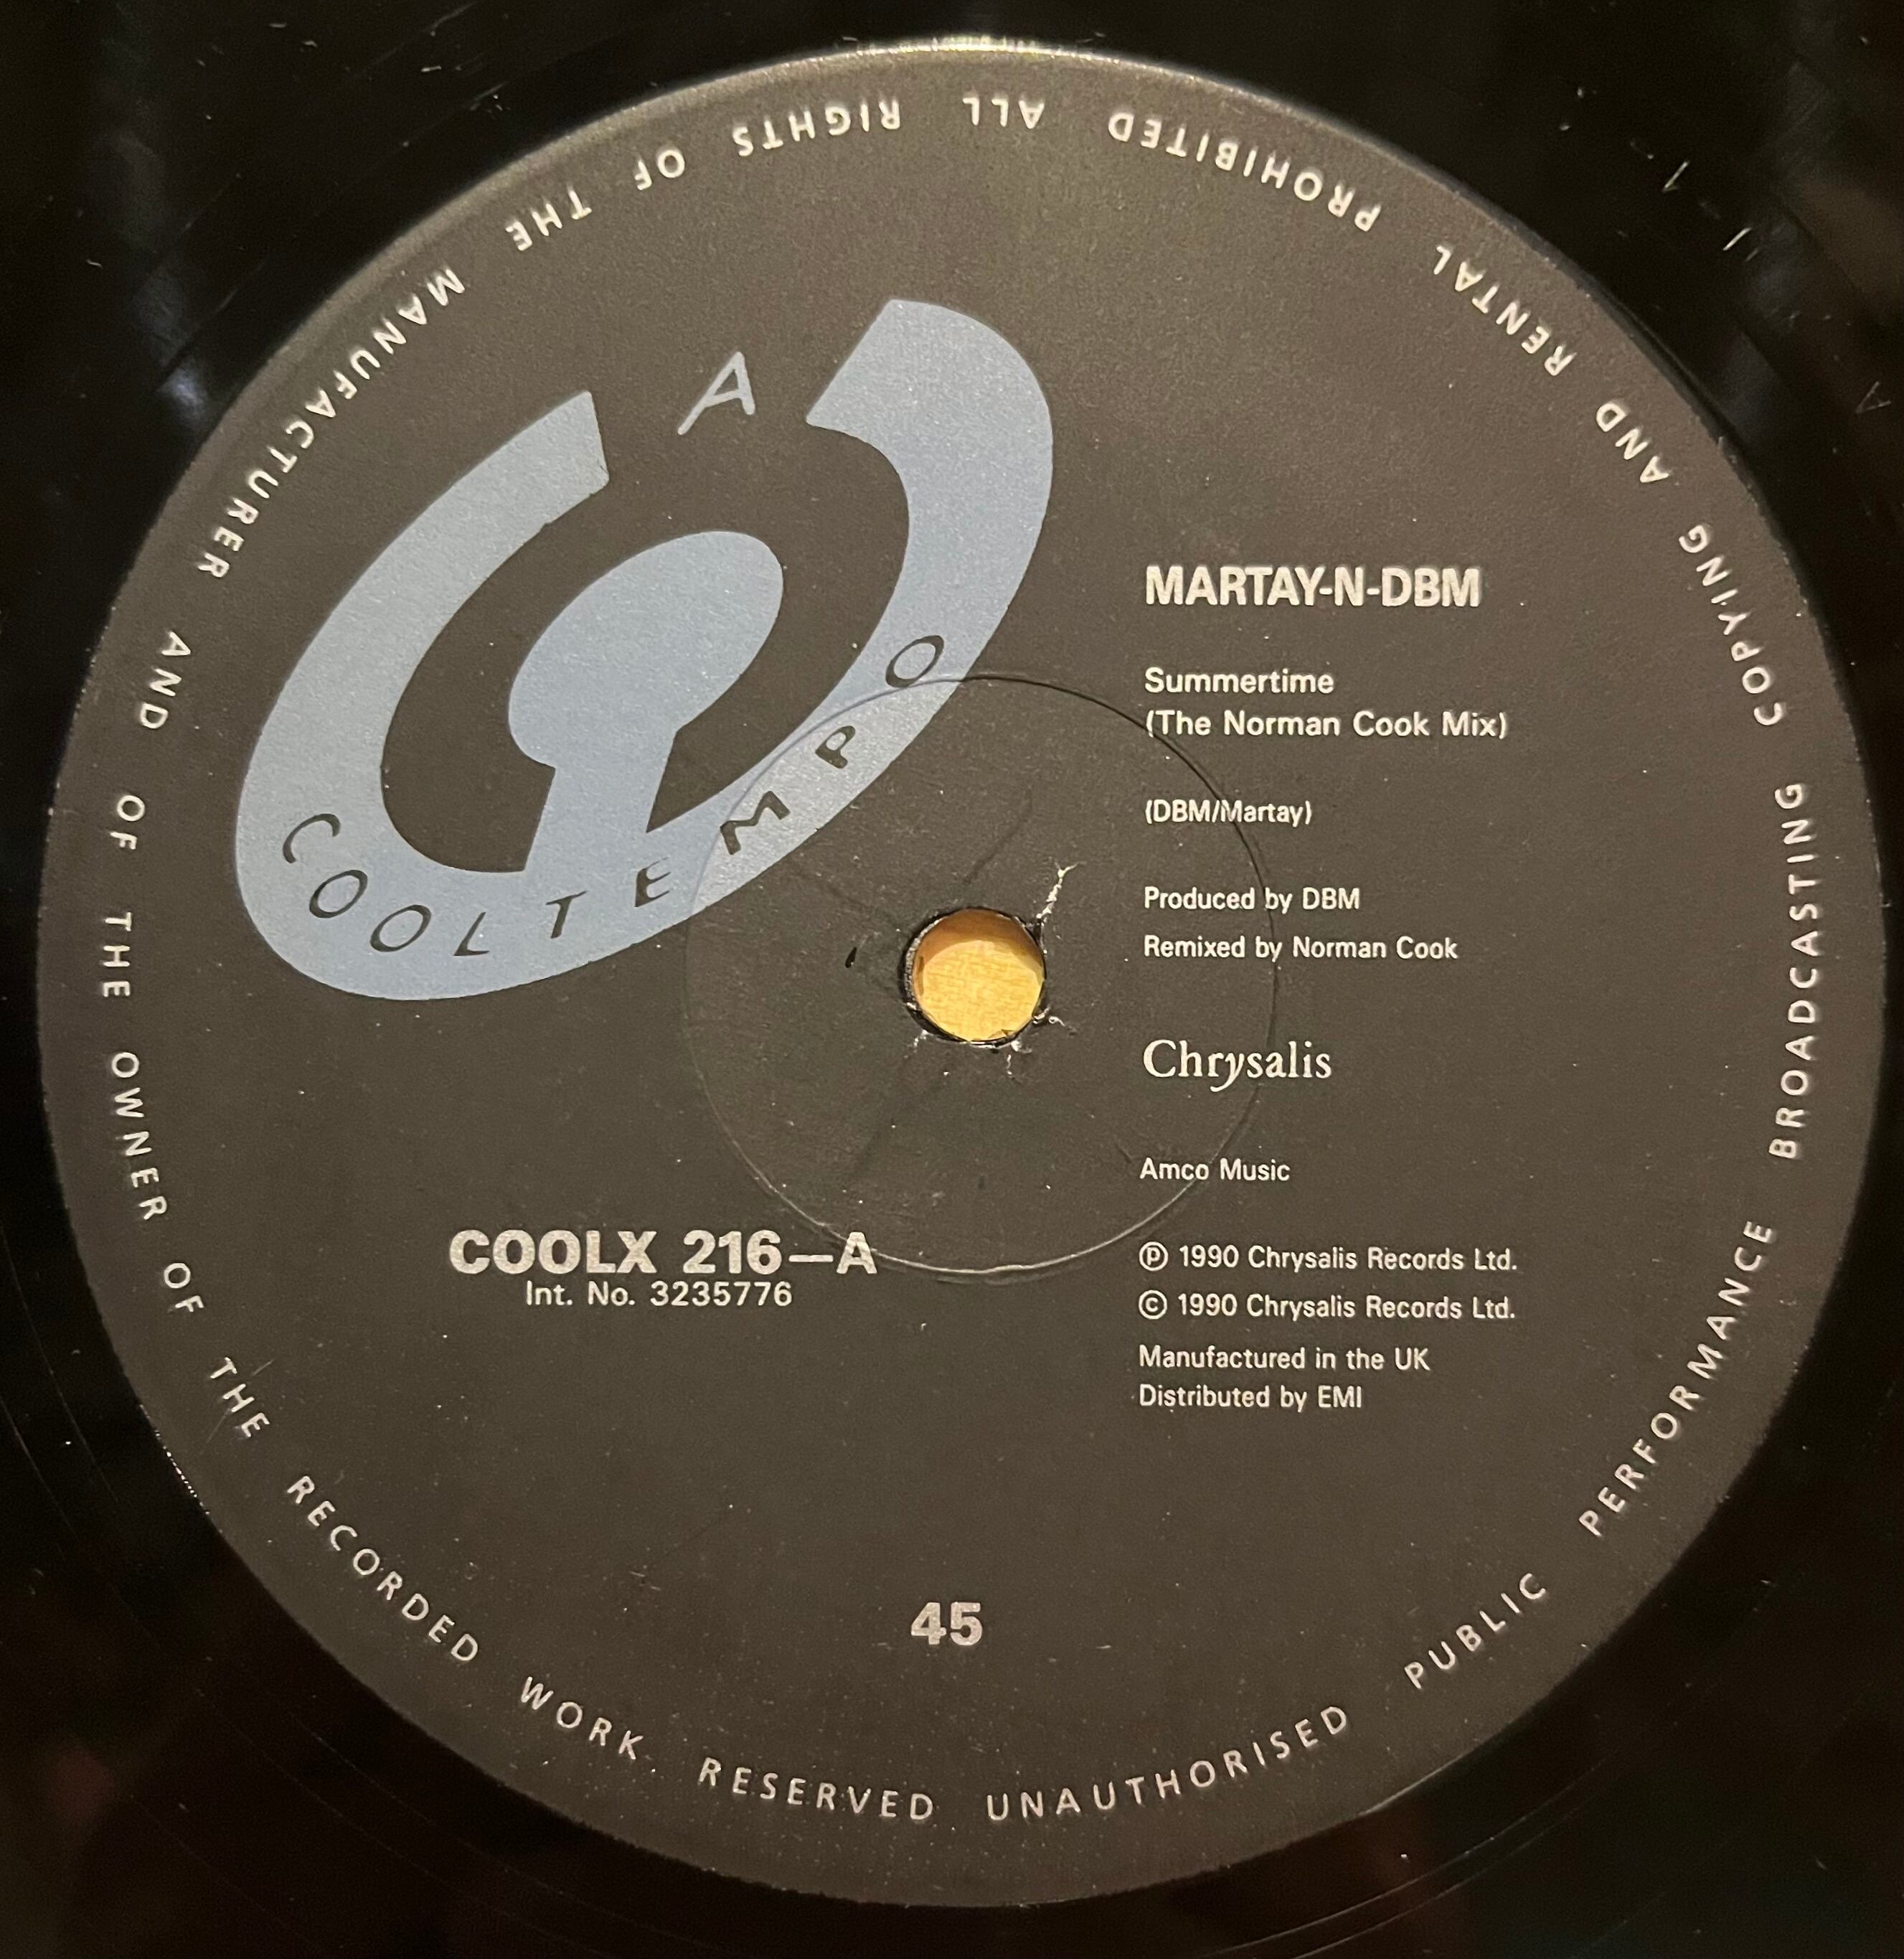 A
COOLTEMPO
MARTAY-N-DBM
Summertime
(The Norman Cook Mix)
(DBM/Martay)
Produced by DBM
Remixed by Norman Cook
Chrysalis
Amco Music
COOLX 216—A
Int. No. 3235776
Ⓟ 1990 Chrysalis Records Ltd.
© 1990 Chrysalis Records Ltd.
Manufactured in the UK
Distributed by EMI
45
ALL RIGHTS OF THE MANUFACTURER AND OF THE OWNER OF THE RECORDED WORK RESERVED UNAUTHORISED PUBLIC PERFORMANCE BROADCASTING COPYING AND RENTAL PROHIBITED